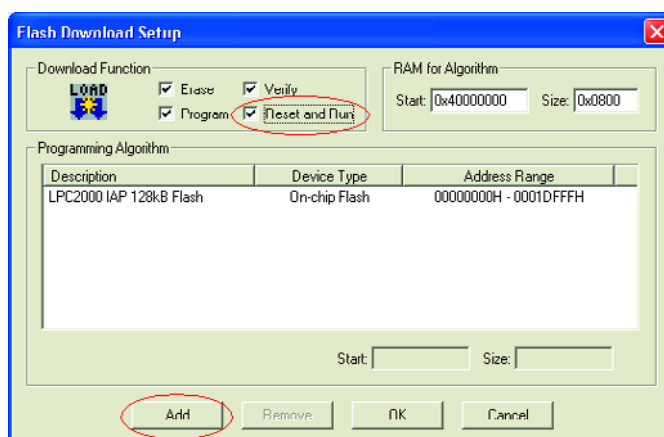 Flash Download Setup
Download Function
LOAD
Erase
Verify
Program
Reset and Run
RAM for Algorithm
Start: 0x40000000
Size: 0x0800
Programming Algorithm
Description
Device Type
Address Range
LPC2000 IAP 128kB Flash
On-chip Flash
00000000H - 0001DFFFH
Start:
Size:
Add
Remove
OK
Cancel